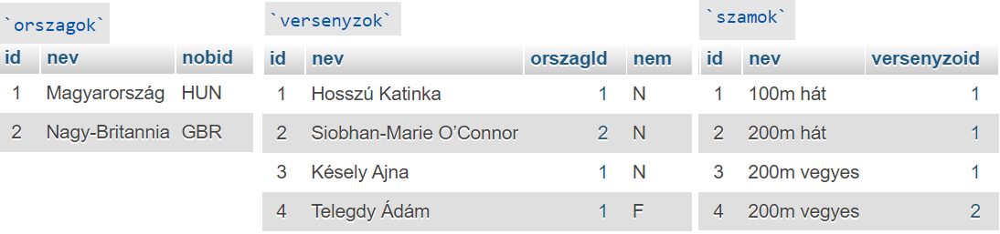 `orszagok`
id nev nobid
1 Magyarország HUN
2 Nagy-Britannia GBR
`versenyzok`
id nev orszagId nem
1 Hosszú Katinka 1 N
2 Siobhan-Marie O’Connor 2 N
3 Késely Ajna 1 N
4 Telegdy Ádám 1 F
`szamok`
id nev versenyzoid
1 100m hát 1
2 200m hát 1
3 200m vegyes 1
4 200m vegyes 2